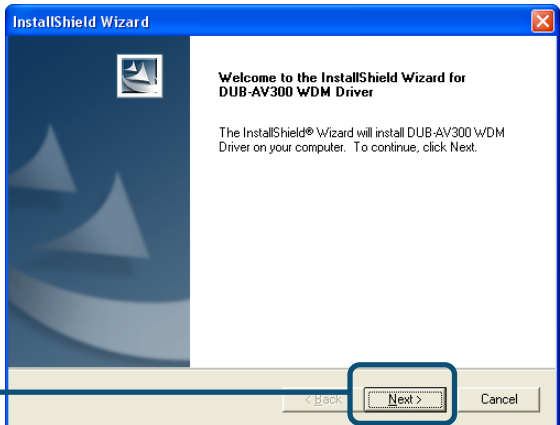 InstallShield Wizard
Welcome to the InstallShield Wizard for
DUB-AV300 WDM Driver
The InstallShield® Wizard will install DUB-AV300 WDM
Driver on your computer. To continue, click Next.
< Back Next > Cancel